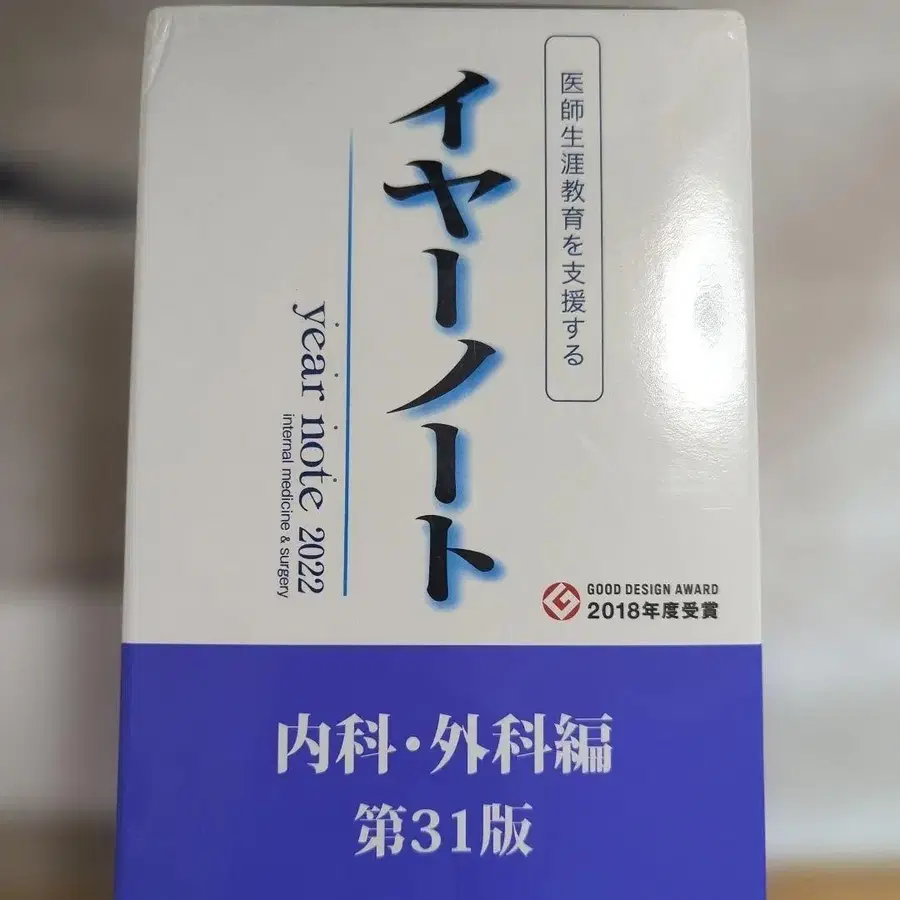 医師生涯教育を支援する
イヤーノート
year note 2022
internal medicine & surgery
GOOD DESIGN AWARD
2018年度受賞
内科・外科編
第31版